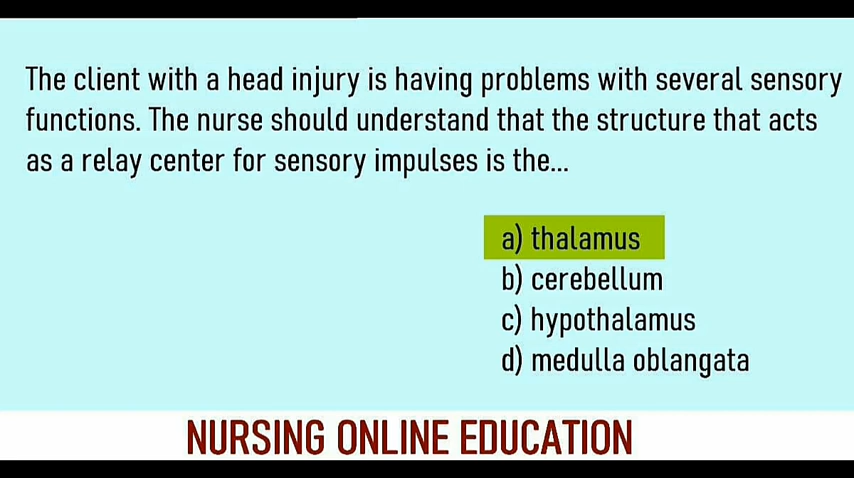 The client with a head injury is having problems with several sensory
functions. The nurse should understand that the structure that acts
as a relay center for sensory impulses is the...
a) thalamus
b) cerebellum
c) hypothalamus
d) medulla oblangata
NURSING ONLINE EDUCATION